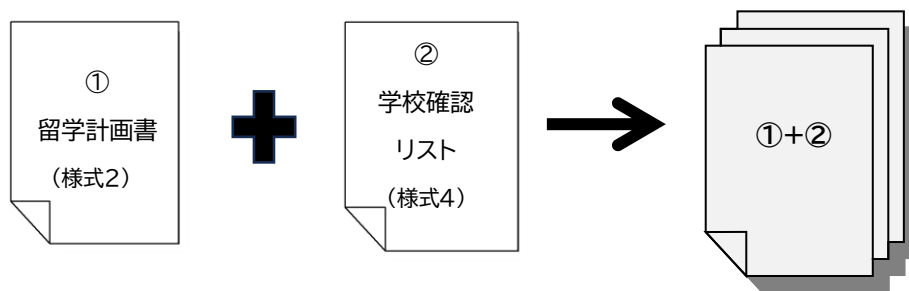 ①
留学計画書
（様式2）
②
学校確認
リスト
（様式4）
①+②